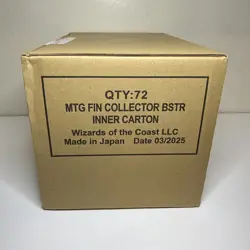 QTY:72
MTG FIN COLLECTOR BSTR
INNER CARTON
Wizards of the Coast LLC
Made in Japan Date 03/2025